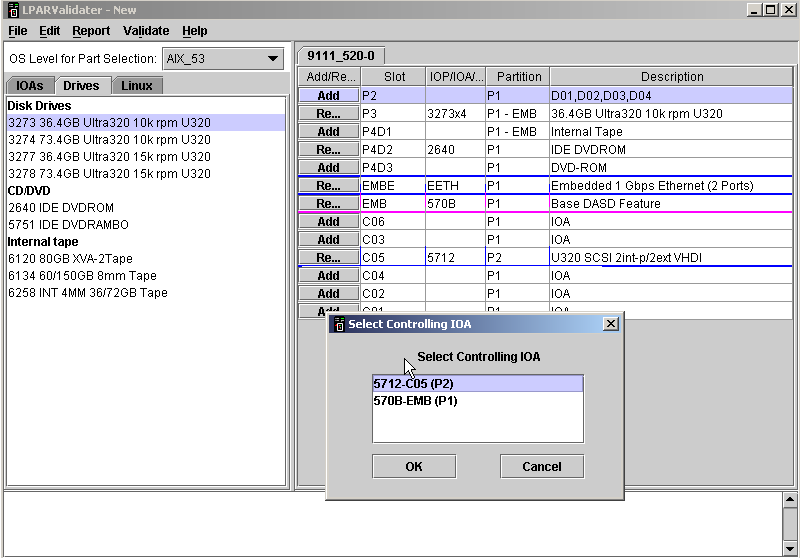 LPARValidater - New
File Edit Report Validate Help
OS Level for Part Selection: AIX_53
IOAs Drives Linux
Disk Drives
3273 36.4GB Ultra320 10k rpm U320
3274 73.4GB Ultra320 10k rpm U320
3277 36.4GB Ultra320 15k rpm U320
3278 73.4GB Ultra320 15k rpm U320
CD/DVD
2640 IDE DVDROM
5751 IDE DVDRAMBO
Internal tape
6120 80GB XVA-2Tape
6134 60/150GB 8mm Tape
6258 INT 4MM 36/72GB Tape
9111_520-0
Add/Re... Slot IOP/IOA/... Partition Description
Add P2 P1 D01,D02,D03,D04
Re... P3 3273x4 P1 - EMB 36.4GB Ultra320 10k rpm U320
Add P4D1 P1 - EMB Internal Tape
Re... P4D2 2640 P1 IDE DVDROM
Add P4D3 P1 DVD-ROM
Re... EMBE EETH P1 Embedded 1 Gbps Ethernet (2 Ports)
Re... EMB 570B P1 Base DASD Feature
Add C06 P1 IOA
Add C03 P1 IOA
Re... C05 5712 P2 U320 SCSI 2int-p/2ext VHDI
Add C04 P1 IOA
Add C02 P1 IOA
Add C01 P1 IOA
Select Controlling IOA
Select Controlling IOA
5712-C05 (P2)
570B-EMB (P1)
OK Cancel